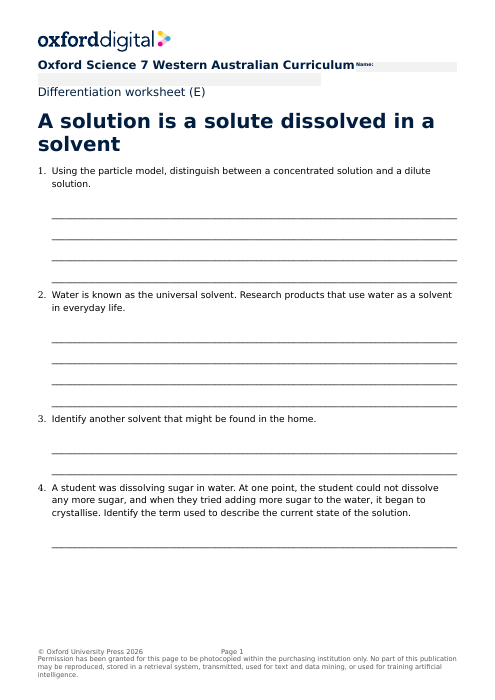 oxforddigital
Oxford Science 7 Western Australian Curriculum Name:
Differentiation worksheet (E)
A solution is a solute dissolved in a
solvent
1. Using the particle model, distinguish between a concentrated solution and a dilute
solution.
2. Water is known as the universal solvent. Research products that use water as a solvent
in everyday life.
3. Identify another solvent that might be found in the home.
4. A student was dissolving sugar in water. At one point, the student could not dissolve
any more sugar, and when they tried adding more sugar to the water, it began to
crystallise. Identify the term used to describe the current state of the solution.
© Oxford University Press 2026 Page 1
Permission has been granted for this page to be photocopied within the purchasing institution only. No part of this publication
may be reproduced, stored in a retrieval system, transmitted, used for text and data mining, or used for training artificial
intelligence.